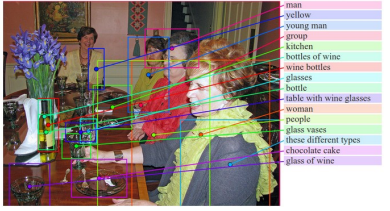 man
yellow
young man
group
kitchen
bottles of wine
wine bottles
glasses
bottle
table with wine glasses
woman
people
glass vases
these different types
chocolate cake
glass of wine